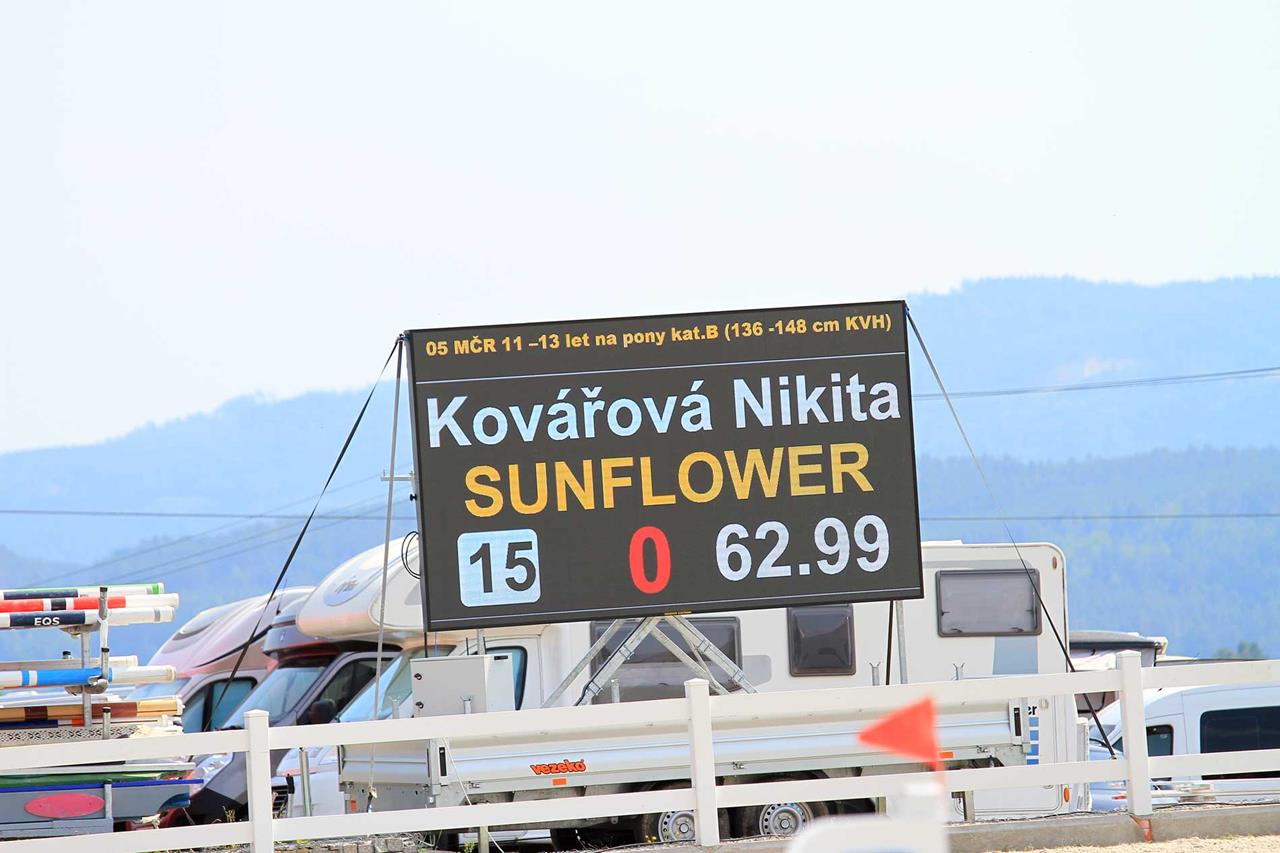 05 MČR 11 –13 let na pony kat.B (136 -148 cm KVH)
Kovářová Nikita
SUNFLOWER
15 0 62.99
EQS
vezeko